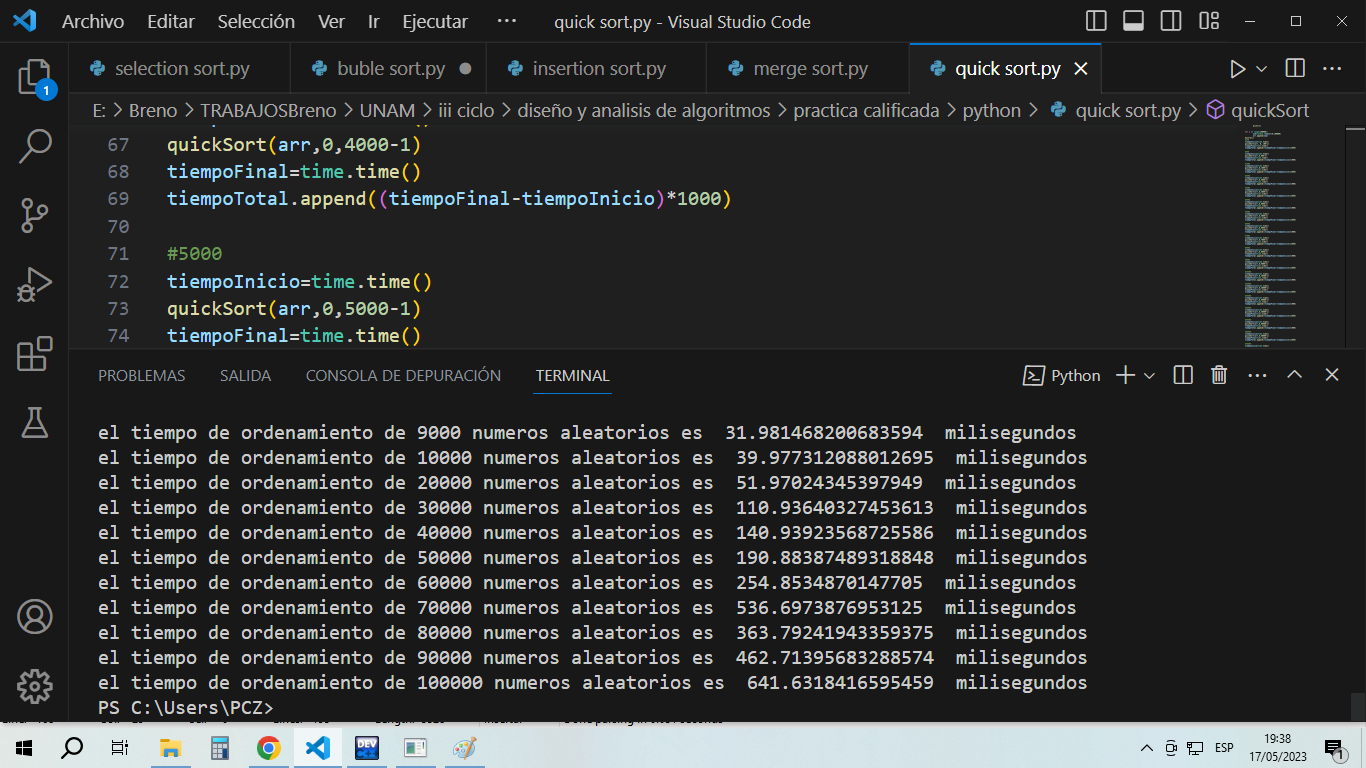 Archivo Editar Selección Ver Ir Ejecutar ··· quick sort.py - Visual Studio Code
selection sort.py buble sort.py insertion sort.py merge sort.py quick sort.py
1
E: > Breno > TRABAJOSBreno > UNAM > iii ciclo > diseño y analisis de algoritmos > practica calificada > python > quick sort.py > quickSort
67 quickSort(arr,0,4000-1)
68 tiempoFinal=time.time()
69 tiempoTotal.append((tiempoFinal-tiempoInicio)*1000)
70
71 #5000
72 tiempoInicio=time.time()
73 quickSort(arr,0,5000-1)
74 tiempoFinal=time.time()
PROBLEMAS SALIDA CONSOLA DE DEPURACIÓN TERMINAL Python
el tiempo de ordenamiento de 9000 numeros aleatorios es 31.981468200683594 milisegundos
el tiempo de ordenamiento de 10000 numeros aleatorios es 39.977312088012695 milisegundos
el tiempo de ordenamiento de 20000 numeros aleatorios es 51.97024345397949 milisegundos
el tiempo de ordenamiento de 30000 numeros aleatorios es 110.93640327453613 milisegundos
el tiempo de ordenamiento de 40000 numeros aleatorios es 140.93923568725586 milisegundos
el tiempo de ordenamiento de 50000 numeros aleatorios es 190.88387489318848 milisegundos
el tiempo de ordenamiento de 60000 numeros aleatorios es 254.8534870147705 milisegundos
el tiempo de ordenamiento de 70000 numeros aleatorios es 536.6973876953125 milisegundos
el tiempo de ordenamiento de 80000 numeros aleatorios es 363.79241943359375 milisegundos
el tiempo de ordenamiento de 90000 numeros aleatorios es 462.71395683288574 milisegundos
el tiempo de ordenamiento de 100000 numeros aleatorios es 641.6318416595459 milisegundos
PS C:\Users\PCZ>
DEV C++ ESP 19:38
17/05/2023 1